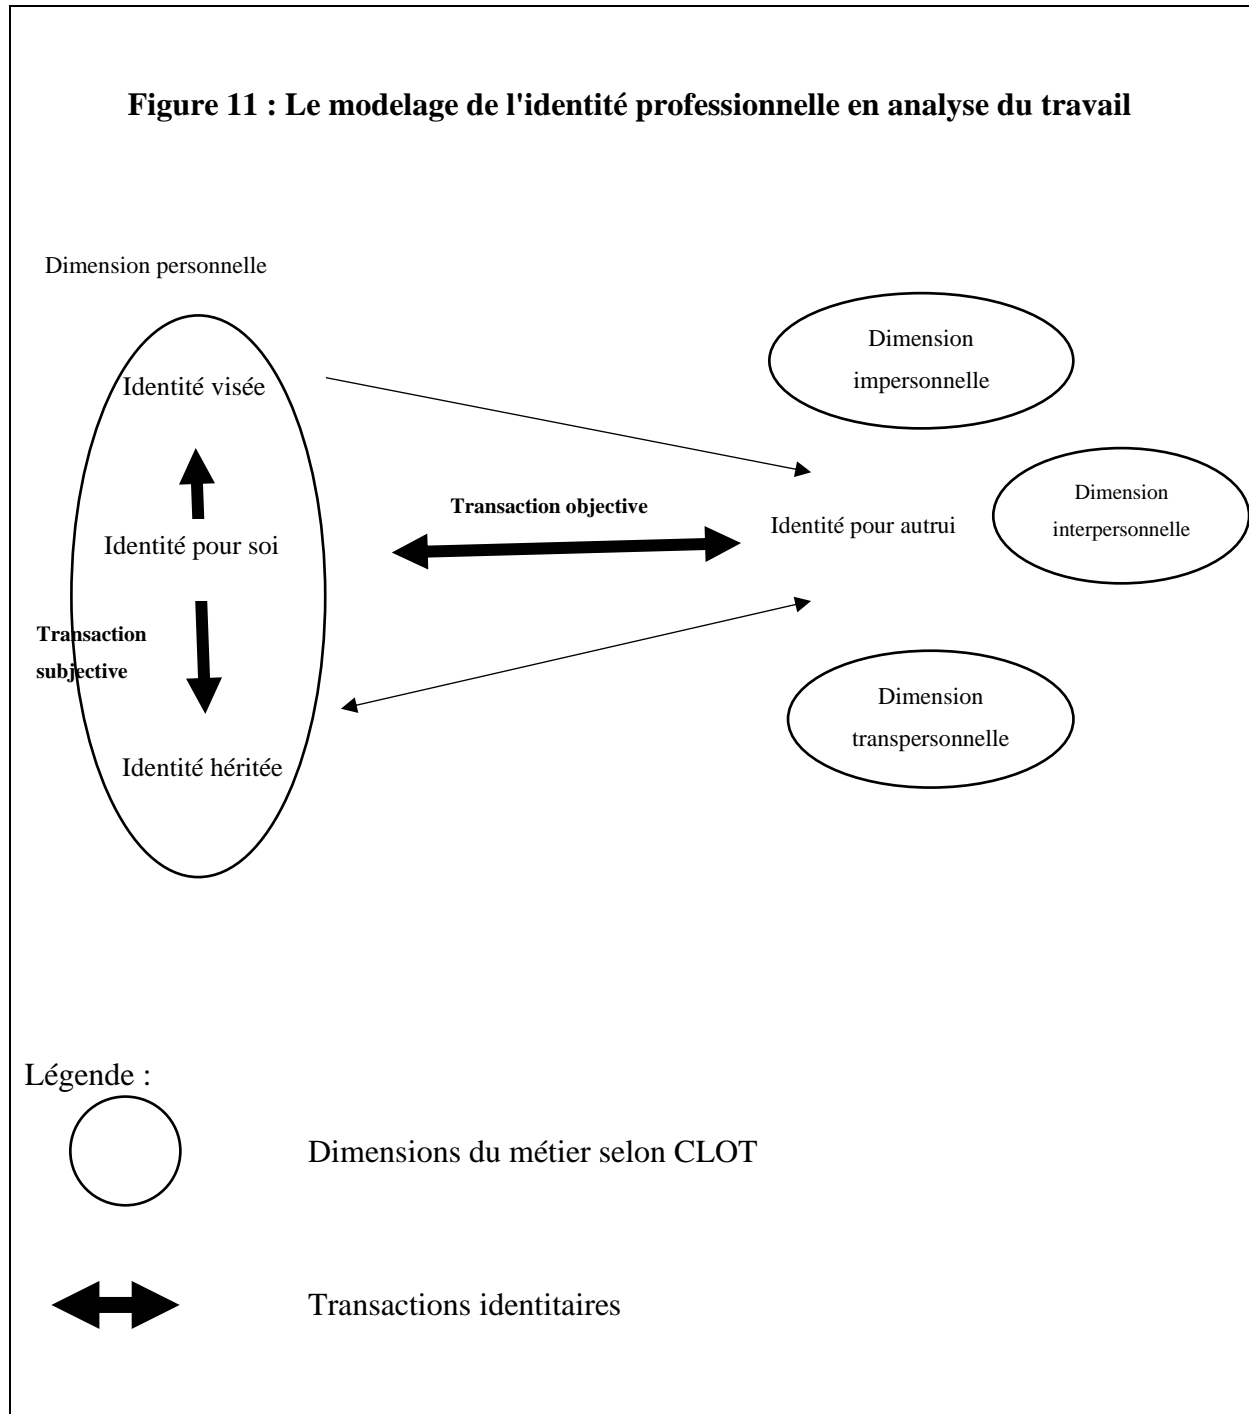 Figure 11 : Le modelage de l'identité professionnelle en analyse du travail
Dimension personnelle
Identité visée
Identité pour soi
Transaction
subjective
Identité héritée
Transaction objective
Identité pour autrui
Dimension
impersonnelle
Dimension
interpersonnelle
Dimension
transpersonnelle
Légende :
Dimensions du métier selon CLOT
Transactions identitaires